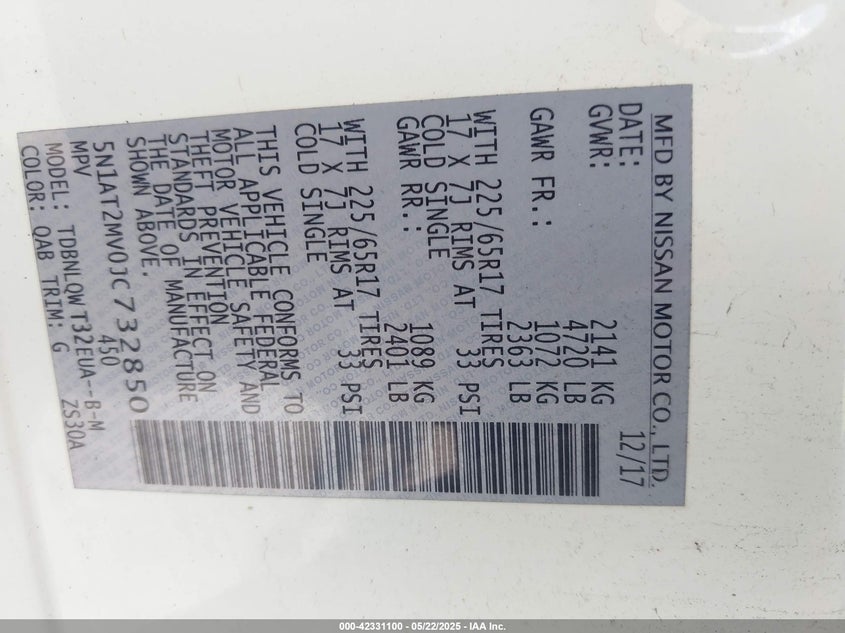 MFD BY NISSAN MOTOR CO., LTD.
DATE: 12/17
GVWR: 2141 KG
4720 LB
GAWR FR.: 1072 KG
2363 LB
WITH 225/65R17 TIRES
17 X 7J RIMS AT 33 PSI
COLD SINGLE
GAWR RR.: 1089 KG
2401 LB
WITH 225/65R17 TIRES
17 X 7J RIMS AT 33 PSI
COLD SINGLE
THIS VEHICLE CONFORMS TO
ALL APPLICABLE FEDERAL
MOTOR VEHICLE SAFETY AND
THEFT PREVENTION
STANDARDS IN EFFECT ON
THE DATE OF MANUFACTURE
SHOWN ABOVE.
5N1AT2MV0JC732850
MPV 450
MODEL: TDBNLQWT32EUA--B-M
COLOR: QAB TRIM: G ZS30A
000-42331100 - 05/22/2025 - IAA Inc.